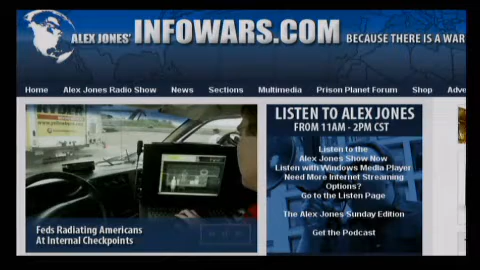 ALEX JONES' INFOWARS.COM BECAUSE THERE IS A WAR
Home Alex Jones Radio Show News Sections Multimedia Prison Planet Forum Shop Adve
LISTEN TO ALEX JONES
FROM 11AM - 2PM CST
Listen to the
Alex Jones Show Now
Listen with Windows Media Player
Need More Internet Streaming
Options?
Go to the Listen Page
The Alex Jones Sunday Edition
Get the Podcast
RYDER
Feds Radiating Americans
At Internal Checkpoints